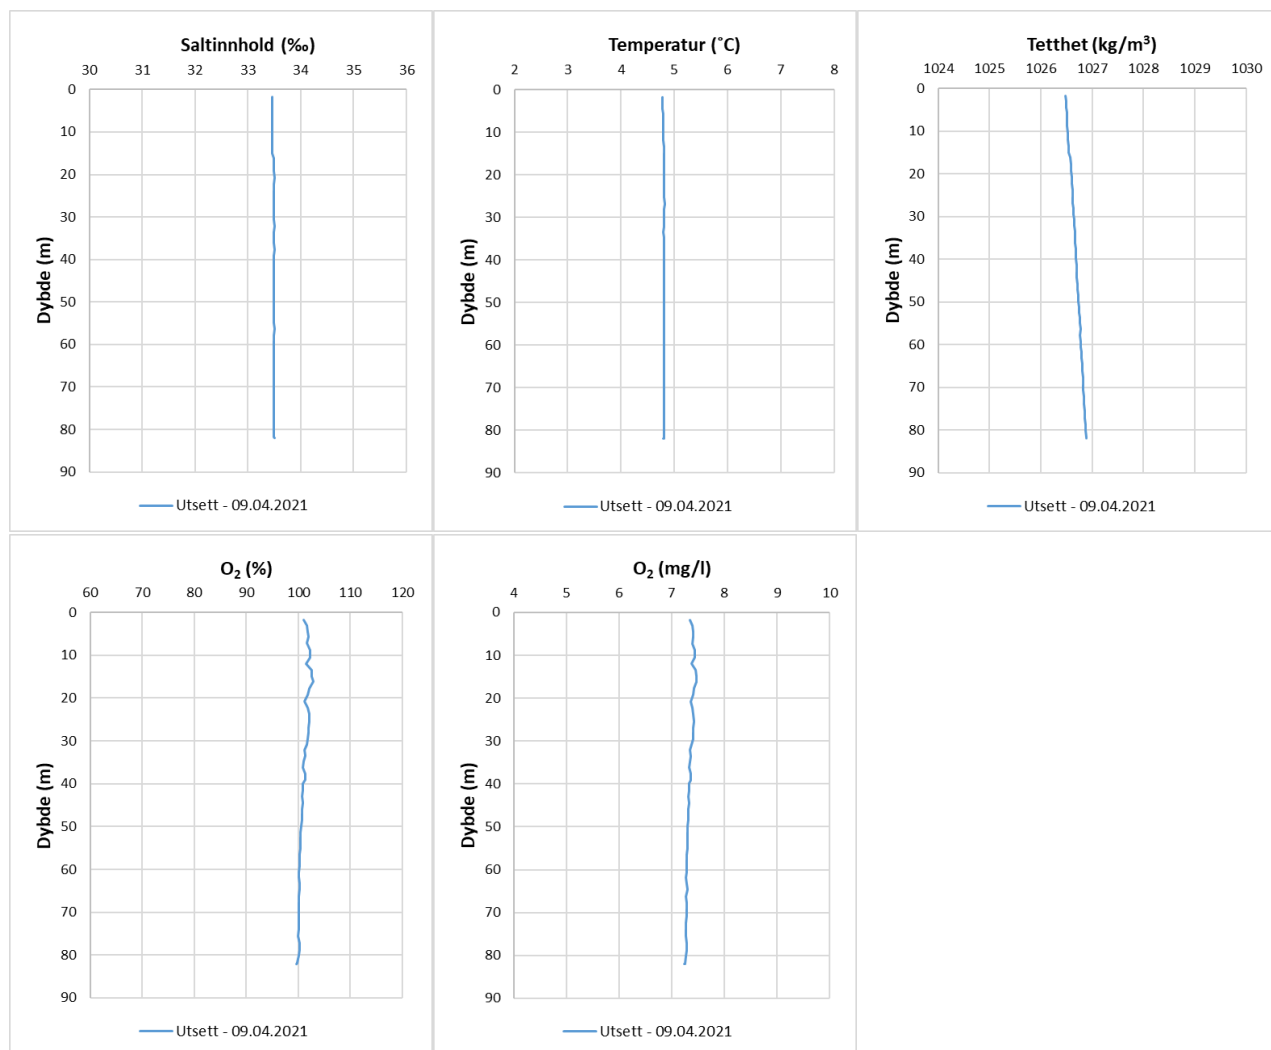 Saltinnhold (‰)
30 31 32 33 34 35 36
0
10
20
30
40
50
60
70
80
90
Dybde (m)
Utsett - 09.04.2021
Temperatur (˚C)
2 3 4 5 6 7 8
0
10
20
30
40
50
60
70
80
90
Dybde (m)
Utsett - 09.04.2021
Tetthet (kg/m³)
1024 1025 1026 1027 1028 1029 1030
0
10
20
30
40
50
60
70
80
90
Dybde (m)
Utsett - 09.04.2021
O₂ (%)
60 70 80 90 100 110 120
0
10
20
30
40
50
60
70
80
90
Dybde (m)
Utsett - 09.04.2021
O₂ (mg/l)
4 5 6 7 8 9 10
0
10
20
30
40
50
60
70
80
90
Dybde (m)
Utsett - 09.04.2021